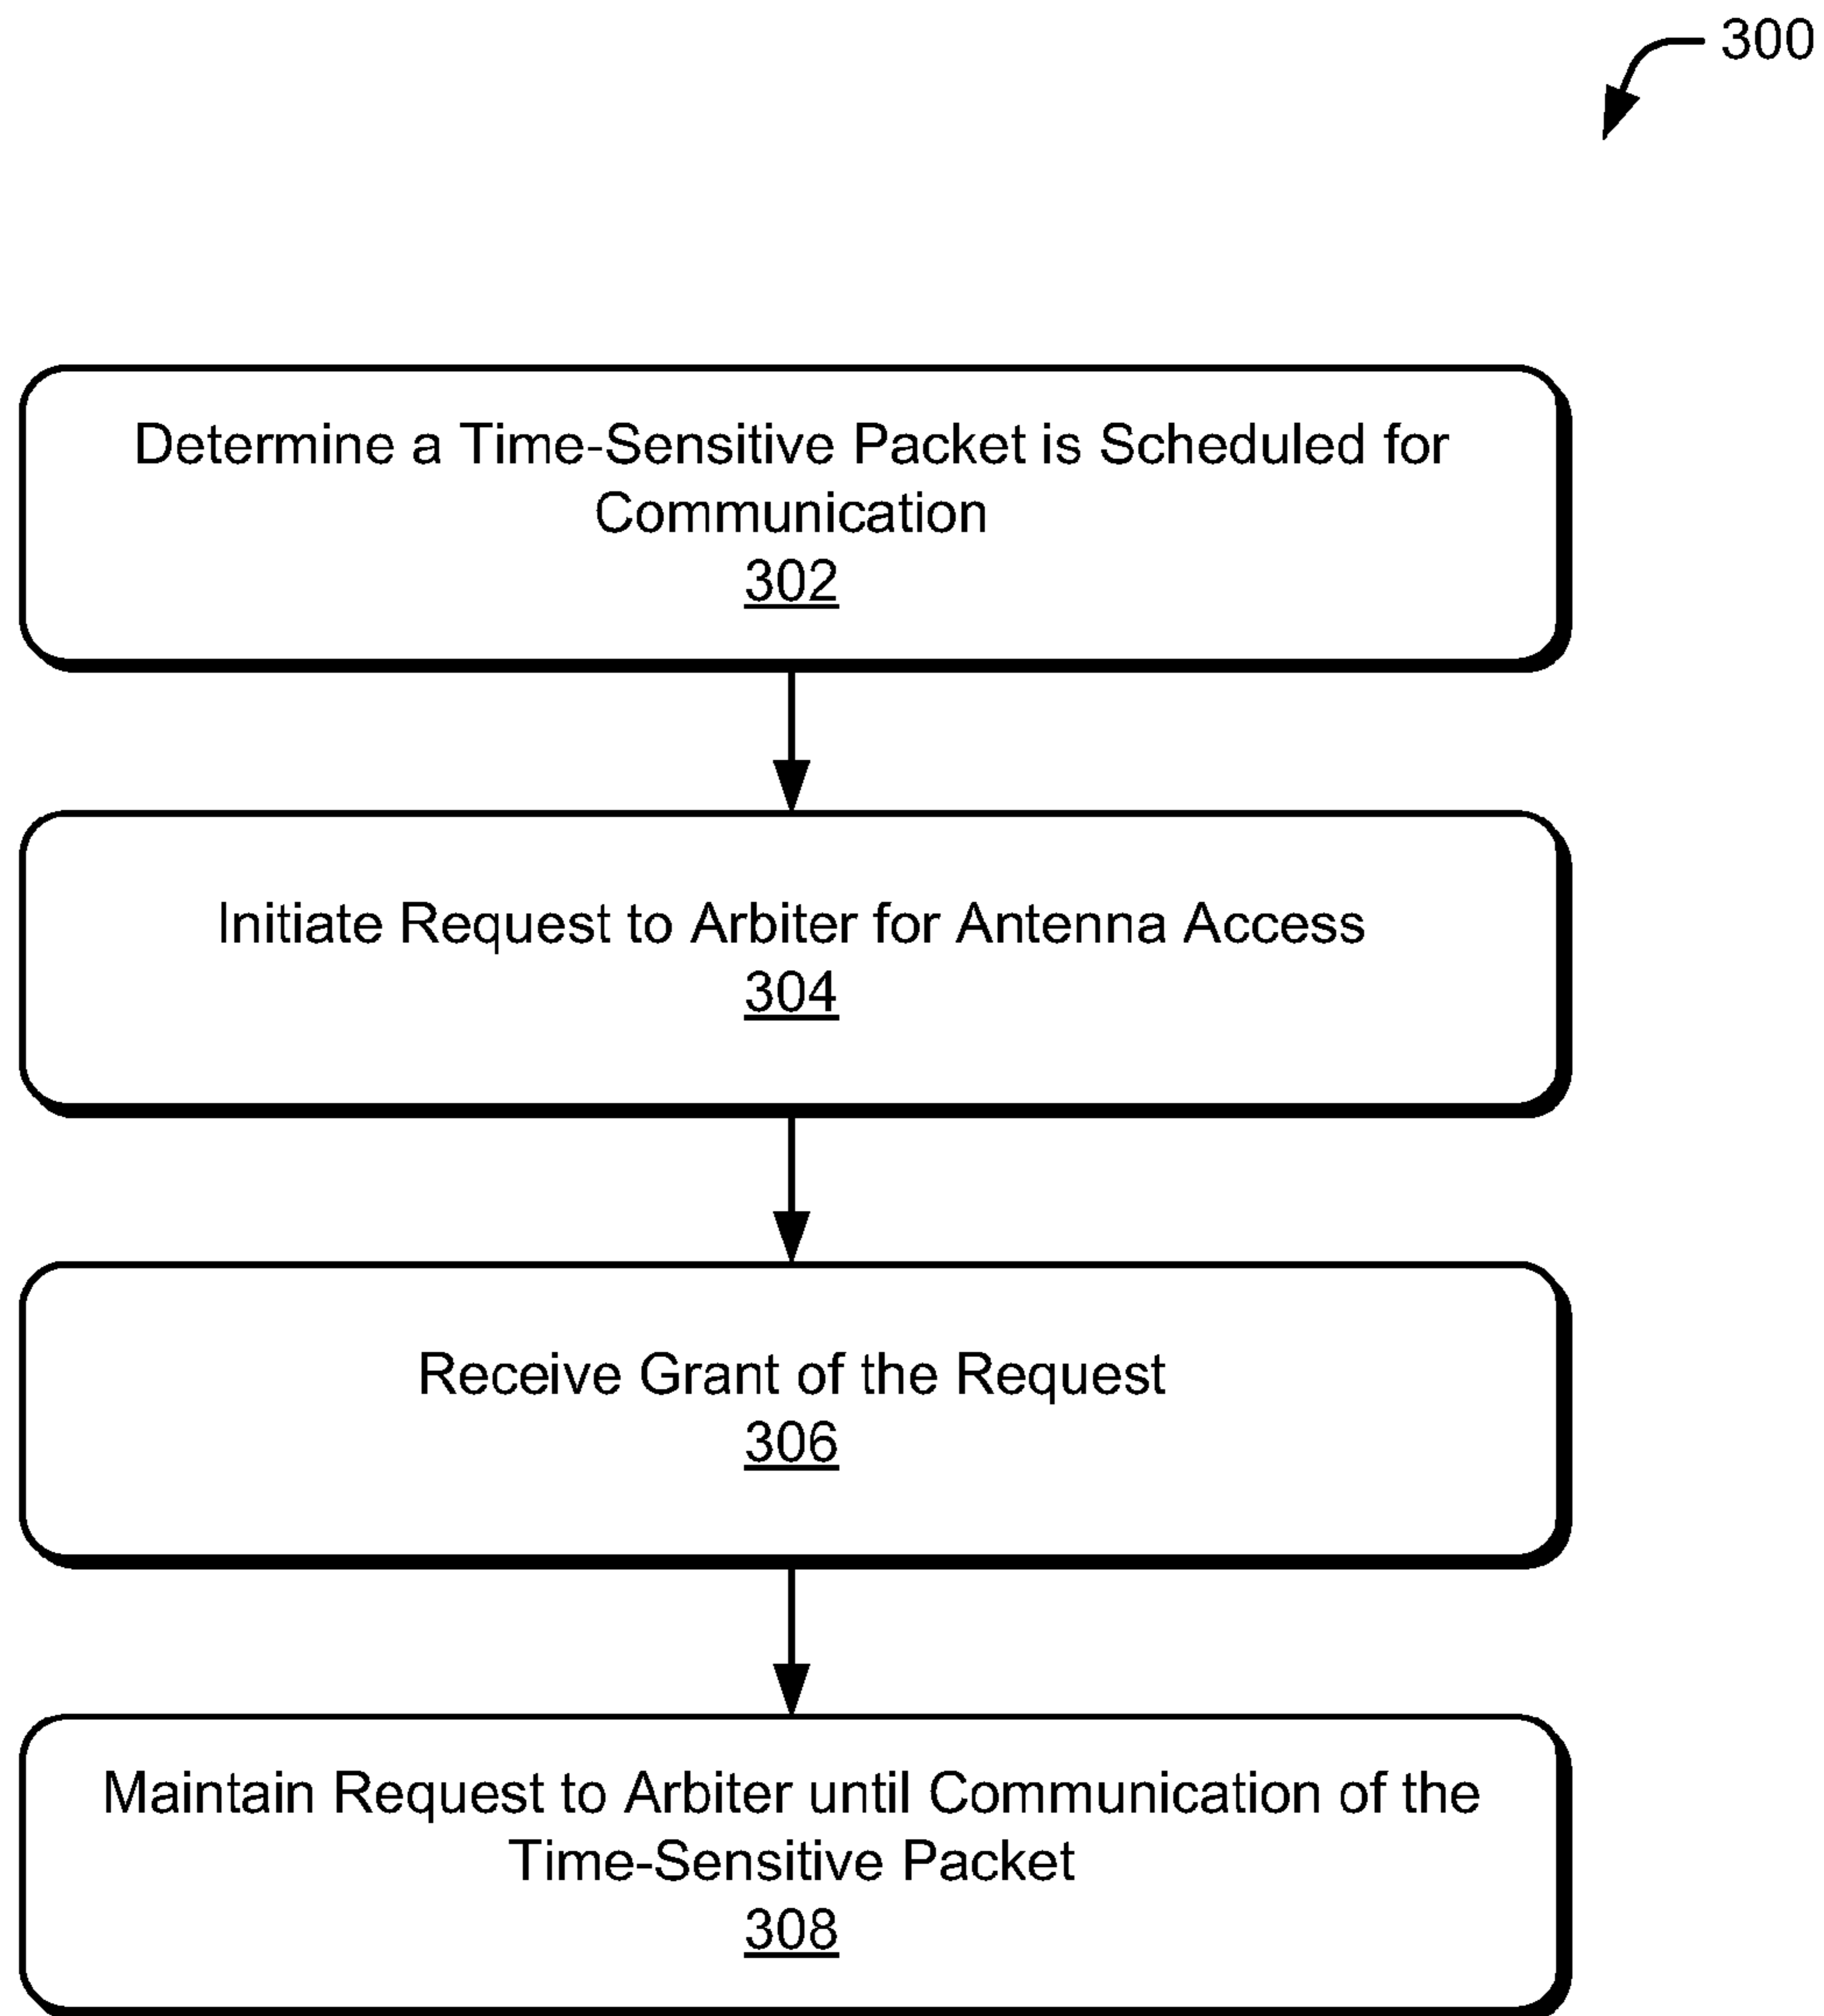 300
Determine a Time-Sensitive Packet is Scheduled for
Communication
302
Initiate Request to Arbiter for Antenna Access
304
Receive Grant of the Request
306
Maintain Request to Arbiter until Communication of the
Time-Sensitive Packet
308